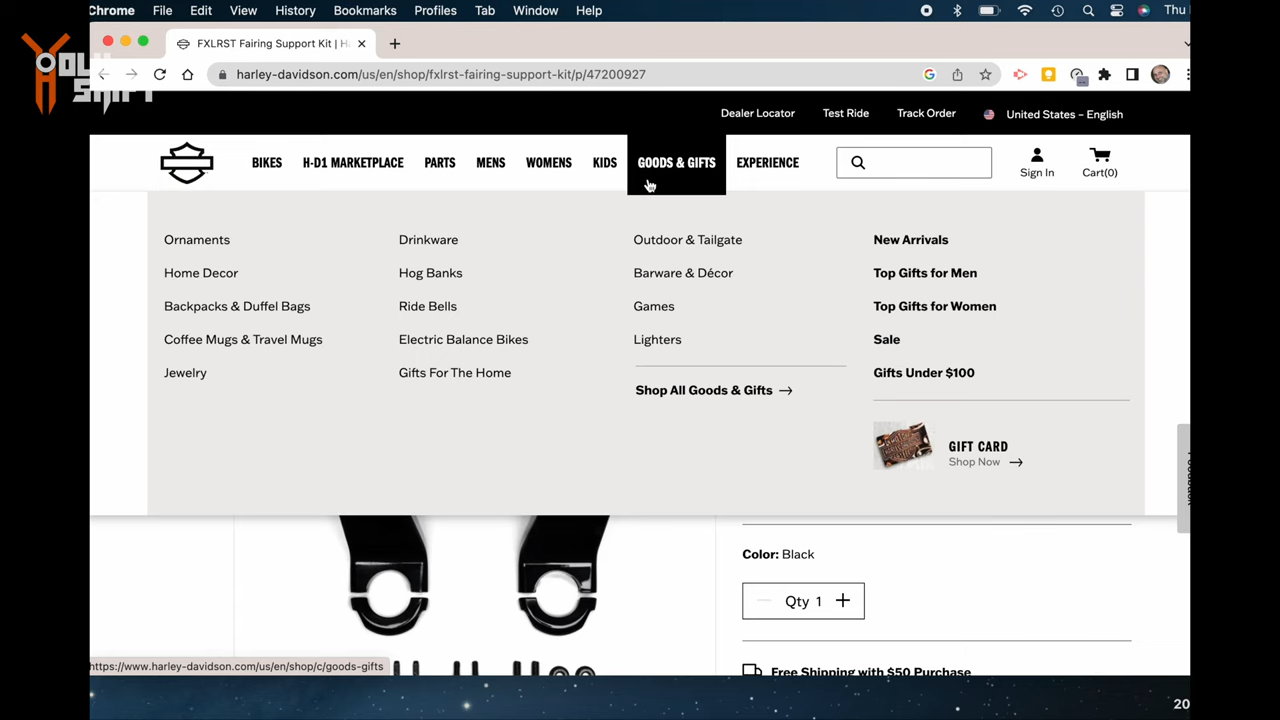 Chrome File Edit View History Bookmarks Profiles Tab Window Help Thu
FXLRST Fairing Support Kit | H
harley-davidson.com/us/en/shop/fxlrst-fairing-support-kit/p/47200927
Dealer Locator Test Ride Track Order United States – English
BIKES H-D1 MARKETPLACE PARTS MENS WOMENS KIDS GOODS & GIFTS EXPERIENCE
Sign In Cart(0)
Ornaments Drinkware Outdoor & Tailgate New Arrivals
Home Decor Hog Banks Barware & Décor Top Gifts for Men
Backpacks & Duffel Bags Ride Bells Games Top Gifts for Women
Coffee Mugs & Travel Mugs Electric Balance Bikes Lighters Sale
Jewelry Gifts For The Home Gifts Under $100
Shop All Goods & Gifts →
GIFT CARD
Shop Now →
Color: Black
Qty 1 +
https://www.harley-davidson.com/us/en/shop/c/goods-gifts
Free Shipping with $50 Purchase
20